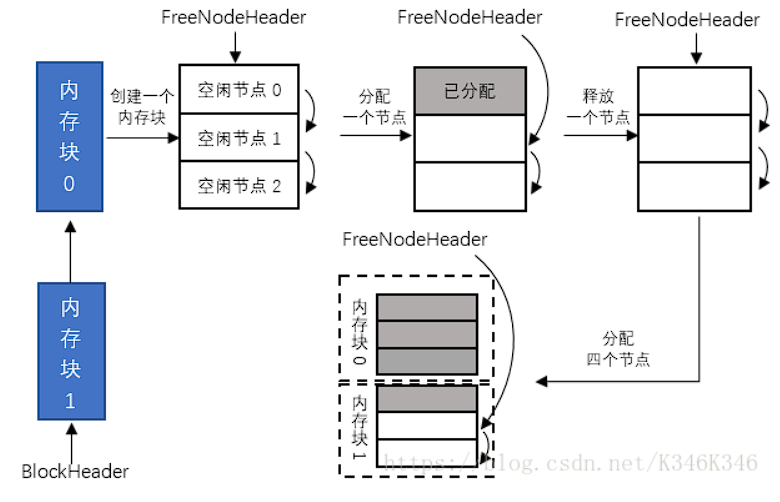 FreeNodeHeader
FreeNodeHeader
FreeNodeHeader
内存块 0
创建一个
内存块
空闲节点 0
空闲节点 1
空闲节点 2
分配
一个节点
已分配
释放
一个节点
FreeNodeHeader
内存块 1
内存块 0
内存块 1
分配
四个节点
BlockHeader
https://blog.csdn.net/K346K346